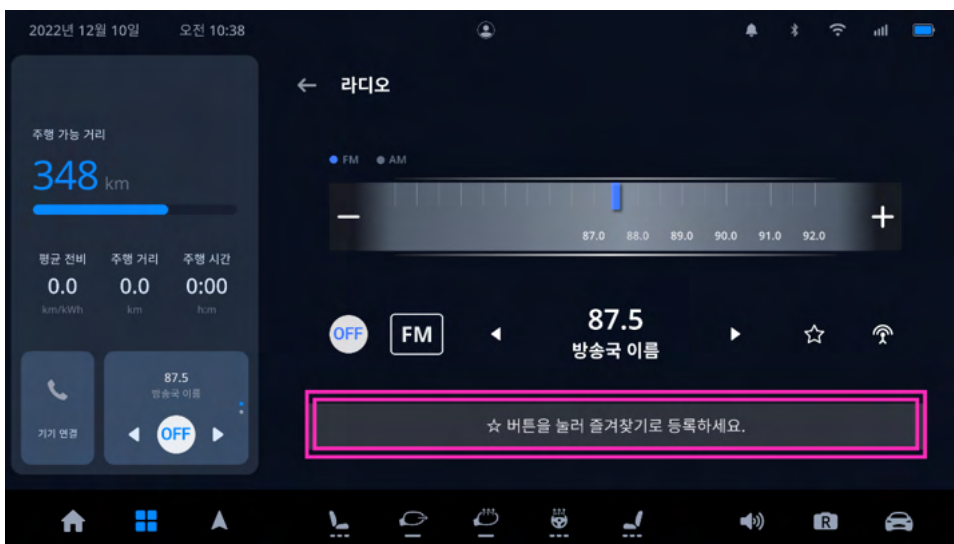 2022년 12월 10일 오전 10:38
← 라디오
주행 가능 거리
348 km
FM AM
− +
87.0 88.0 89.0 90.0 91.0 92.0
평균 전비 주행 거리 주행 시간
0.0 0.0 0:00
km/kWh km h:m
OFF FM ◀ 87.5 ▶ ☆
방송국 이름
87.5
방송국 이름
기기 연결 ◀ OFF ▶
☆ 버튼을 눌러 즐겨찾기로 등록하세요.
R